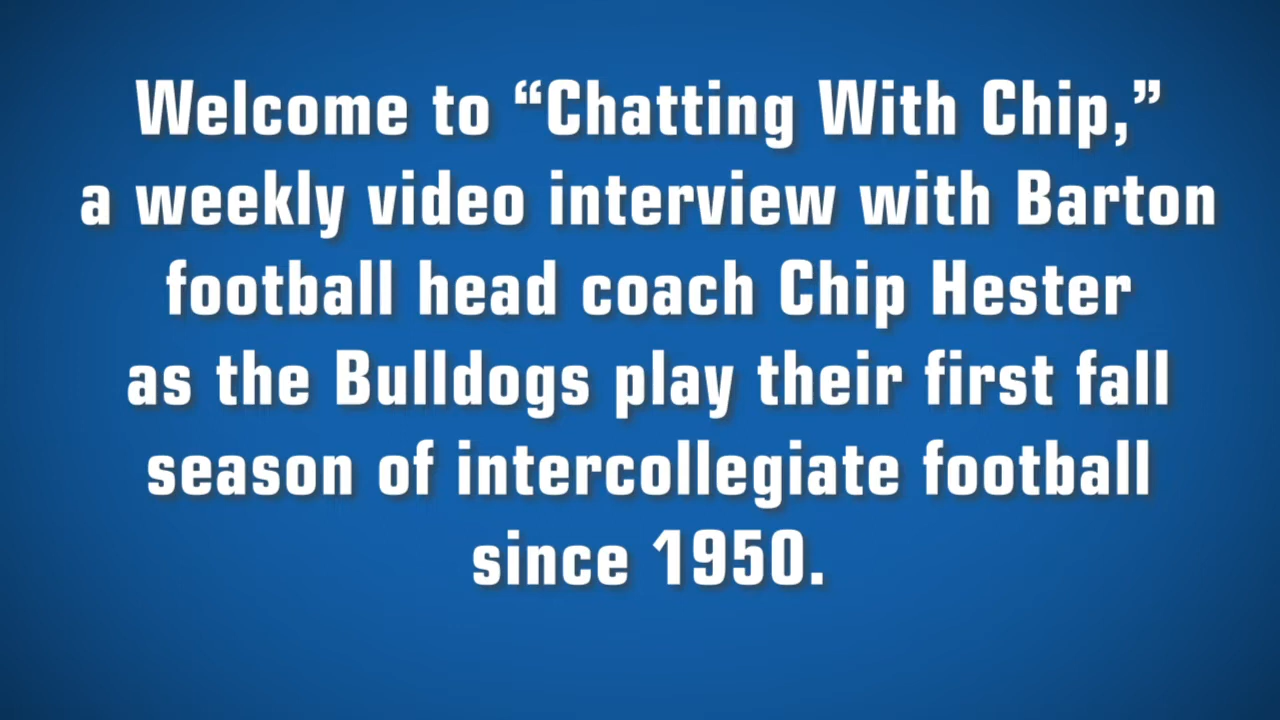 Welcome to “Chatting With Chip,”
a weekly video interview with Barton
football head coach Chip Hester
as the Bulldogs play their first fall
season of intercollegiate football
since 1950.